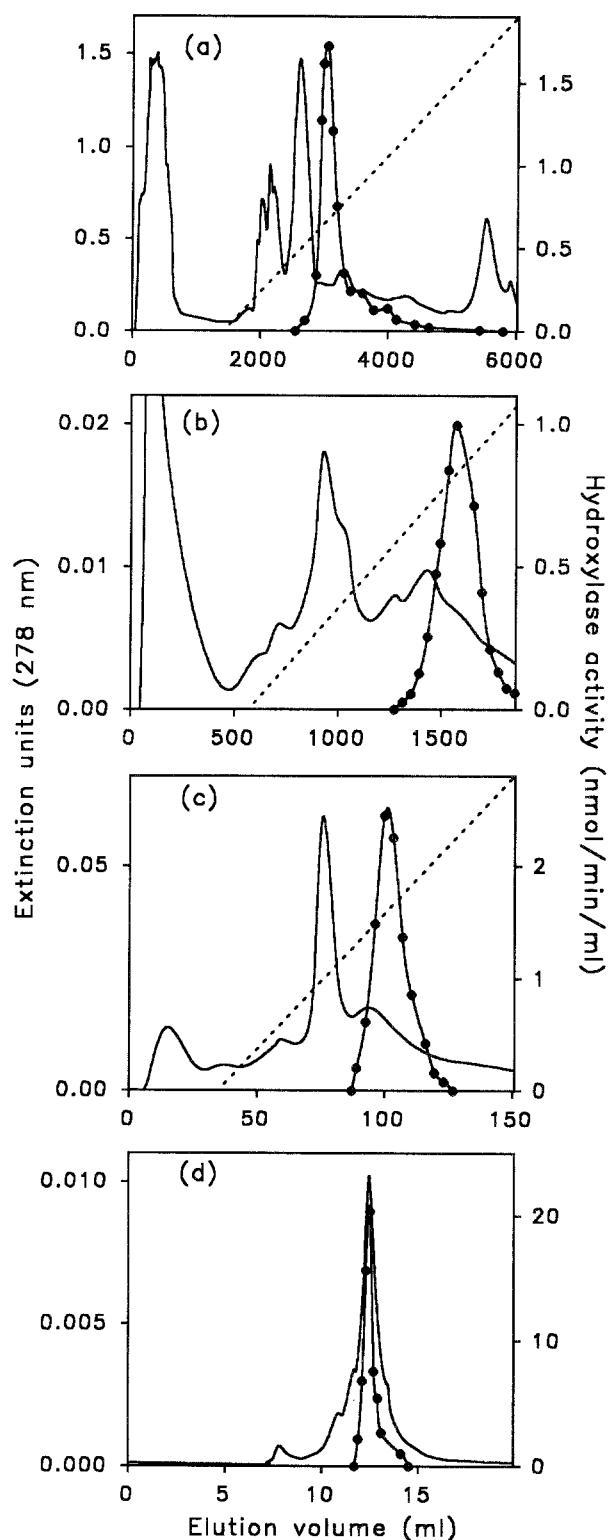 (a)
1.5
1.0
0.5
0.0
1.5
1.0
0.5
0.0
0 2000 4000 6000
(b)
0.02
0.01
0.00
1.0
0.5
0.0
0 500 1000 1500
Extinction units (278 nm)
Hydroxylase activity (nmol/min/ml)
(c)
0.05
0.00
2
1
0
0 50 100 150
(d)
0.010
0.005
0.000
20
10
0
0 5 10 15
Elution volume (ml)